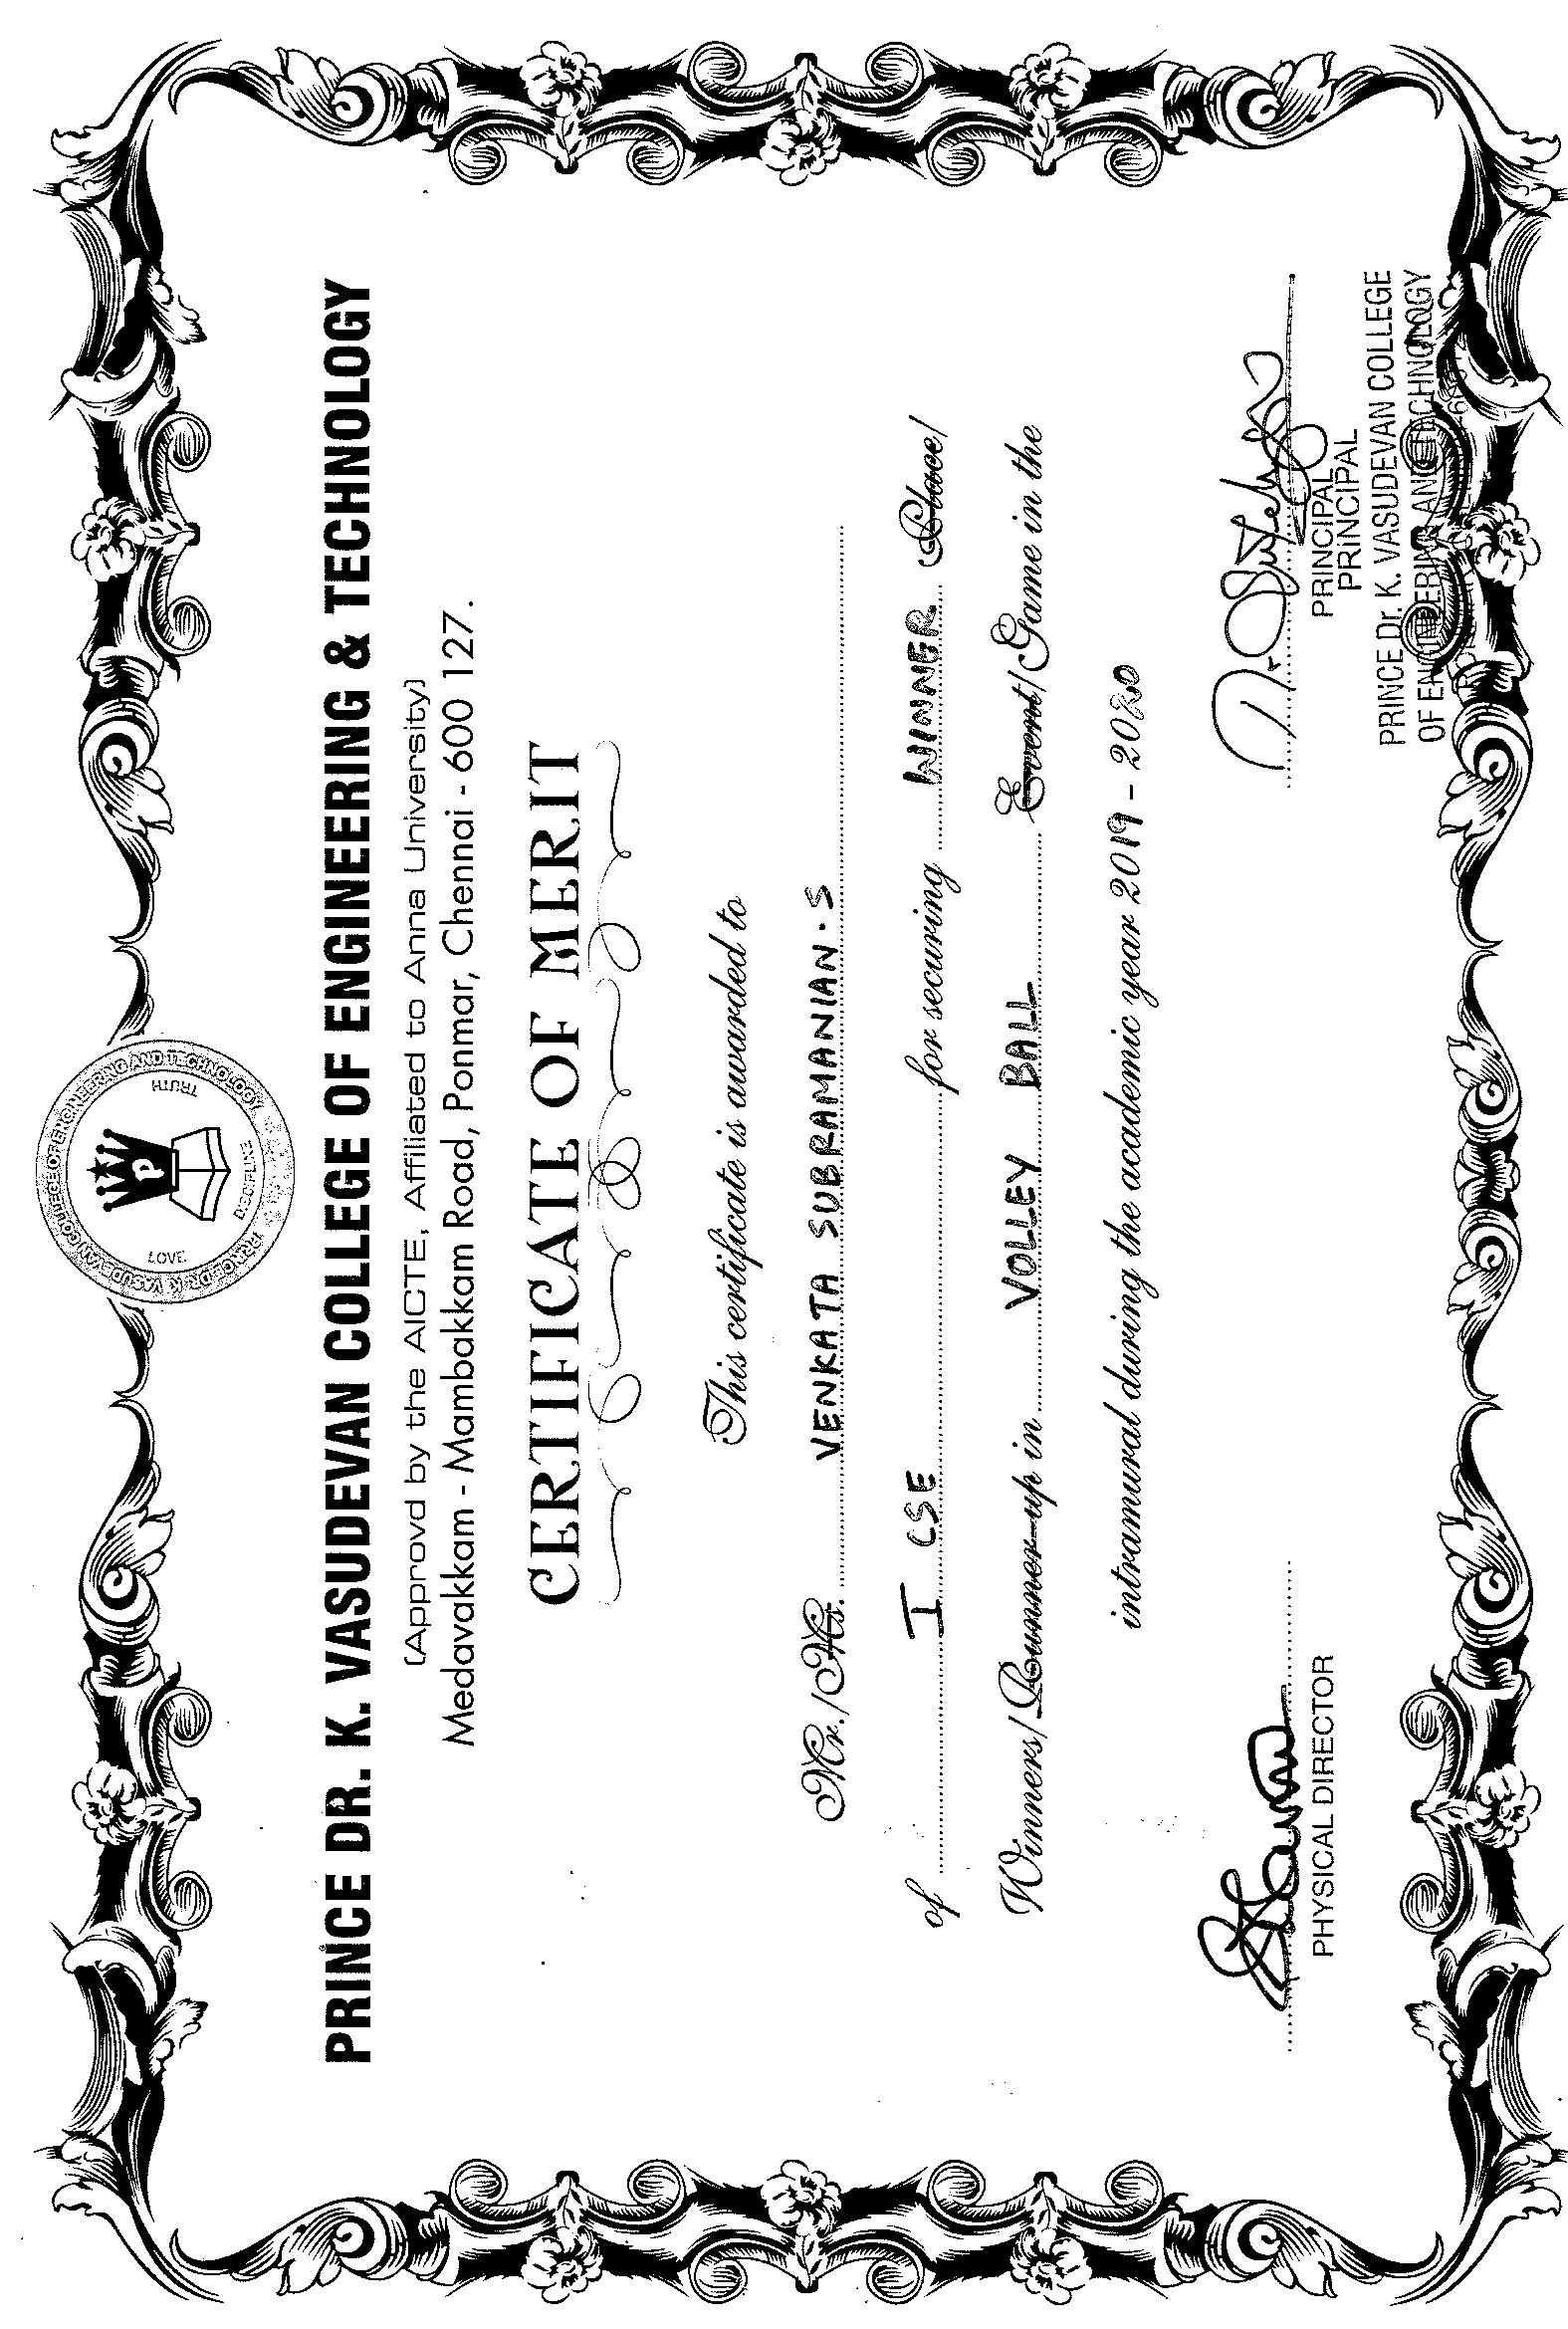 PRINCE DR. K. VASUDEVAN COLLEGE OF ENGINEERING AND TECHNOLOGY
LOVE
TRUTH
P
DISCIPLINE
PRINCE DR. K. VASUDEVAN COLLEGE OF ENGINEERING & TECHNOLOGY
(Approvd by the AICTE, Affiliated to Anna University)
Medavakkam - Mambakkam Road, Ponmar, Chennai - 600 127.
CERTIFICATE OF MERIT
This certificate is awarded to
Mr./Ms. VENKATA SUBRAMANIAN.S
of I CSE for securing WINNER Place/
Winners/Runner-up in VOLLEY BALL Event/Game in the
intramural during the academic year 2019 - 2020
PHYSICAL DIRECTOR
PRINCIPAL
PRINCIPAL
PRINCE Dr. K. VASUDEVAN COLLEGE
OF ENGINEERING AND TECHNOLOGY